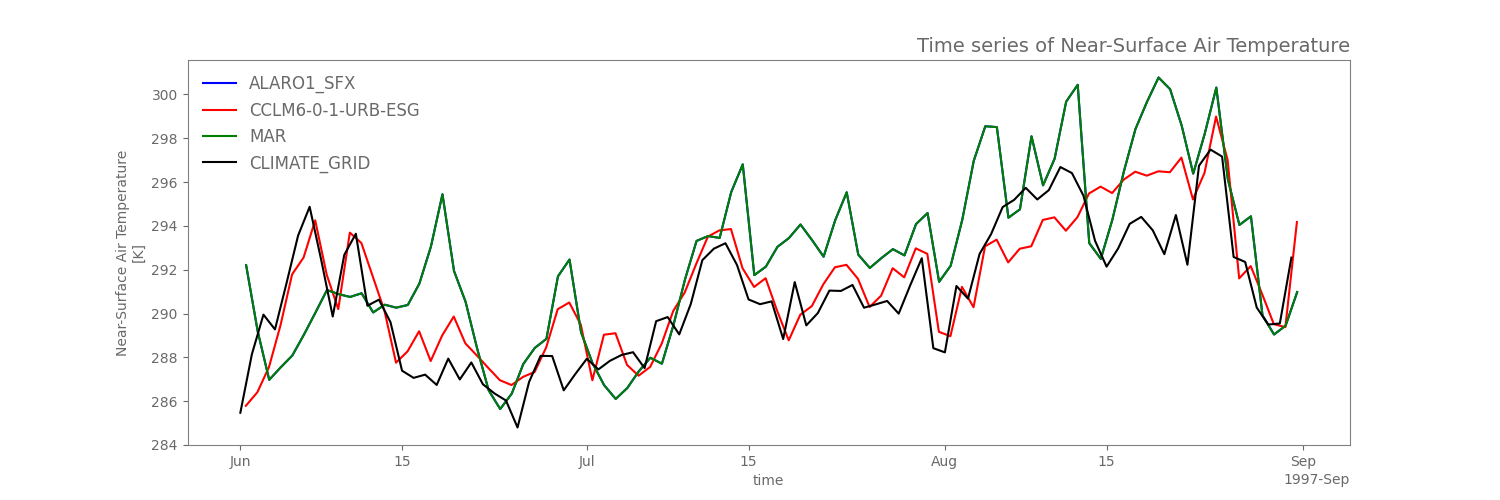 Time series of Near-Surface Air Temperature
ALARO1_SFX
CCLM6-0-1-URB-ESG
MAR
CLIMATE_GRID
Near-Surface Air Temperature
[K]
300
298
296
294
292
290
288
286
284
Jun 15 Jul 15 Aug 15 Sep
time
1997-Sep